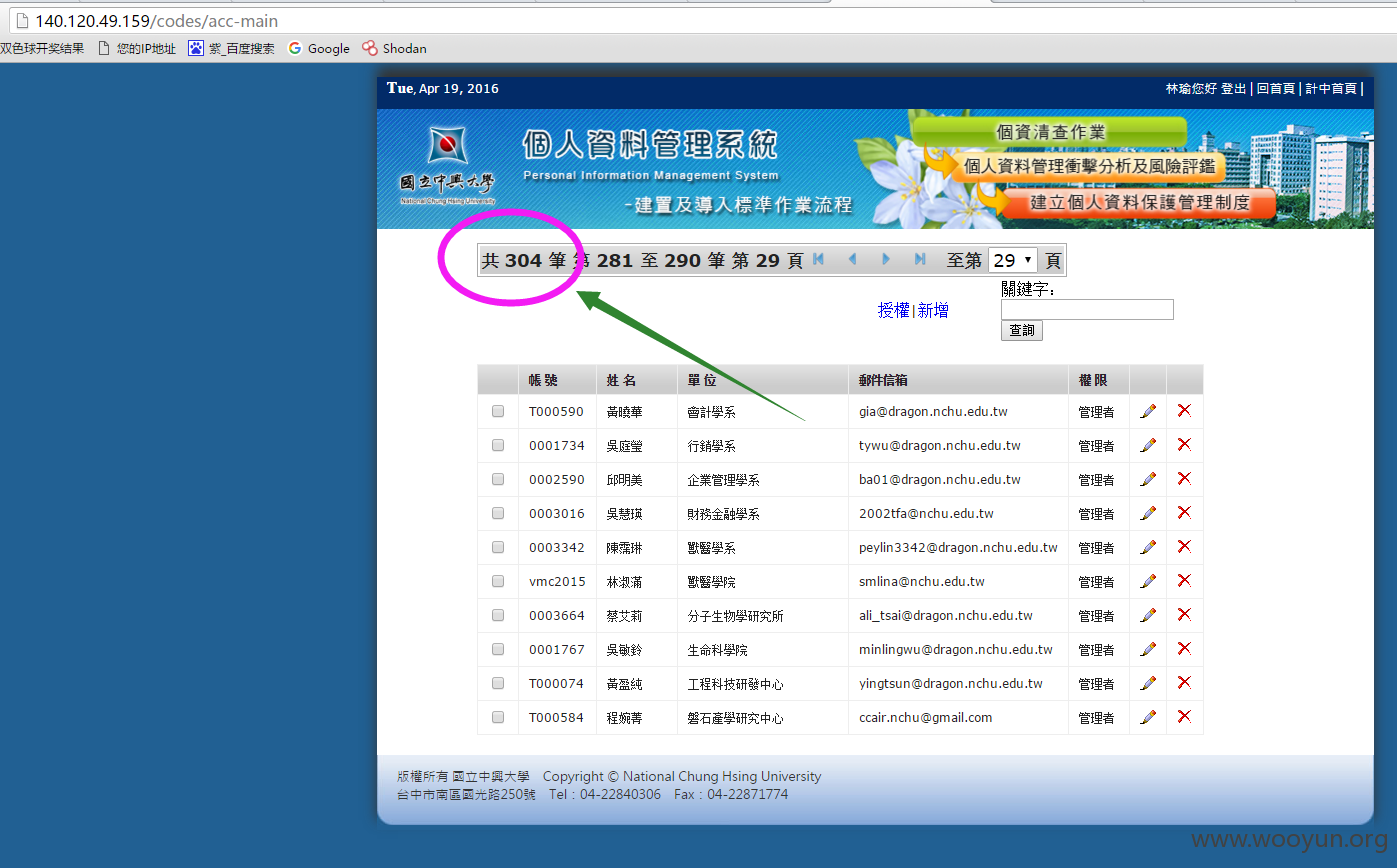 140.120.49.159/codes/acc-main
双色球开奖结果 您的IP地址 紫_百度搜索 Google Shodan
Tue, Apr 19, 2016 林瑜您好 登出 | 回首頁 | 計中首頁 |
個資清查作業
個人資料管理系統
個人資料管理衝擊分析及風險評鑑
國立中興大學 Personal Information Management System
National Chung Hsing University
-建置及導入標準作業流程 建立個人資料保護管理制度
共 304 筆 第 281 至 290 筆 第 29 頁 至第 29 頁
關鍵字:
授權|新增
查詢
帳號 姓名 單位 郵件信箱 權限
T000590 黃曉華 會計學系 gia@dragon.nchu.edu.tw 管理者
0001734 吳庭瑩 行銷學系 tywu@dragon.nchu.edu.tw 管理者
0002590 邱明美 企業管理學系 ba01@dragon.nchu.edu.tw 管理者
0003016 吳慧瑛 財務金融學系 2002tfa@nchu.edu.tw 管理者
0003342 陳霈琳 獸醫學系 peylin3342@dragon.nchu.edu.tw 管理者
vmc2015 林淑滿 獸醫學院 smlina@nchu.edu.tw 管理者
0003664 蔡艾莉 分子生物學研究所 ali_tsai@dragon.nchu.edu.tw 管理者
0001767 吳敏鈴 生命科學院 minlingwu@dragon.nchu.edu.tw 管理者
T000074 黃盈純 工程科技研發中心 yingtsun@dragon.nchu.edu.tw 管理者
T000584 程婉菁 磐石產學研究中心 ccair.nchu@gmail.com 管理者
版權所有 國立中興大學 Copyright © National Chung Hsing University
台中市南區國光路250號 Tel：04-22840306 Fax：04-22871774
www.wooyun.org